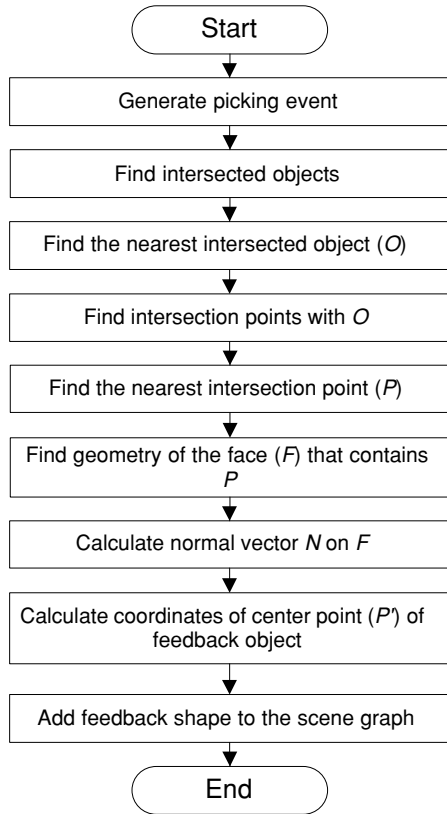 Start
Generate picking event
Find intersected objects
Find the nearest intersected object (O)
Find intersection points with O
Find the nearest intersection point (P)
Find geometry of the face (F) that contains
P
Calculate normal vector N on F
Calculate coordinates of center point (P') of
feedback object
Add feedback shape to the scene graph
End